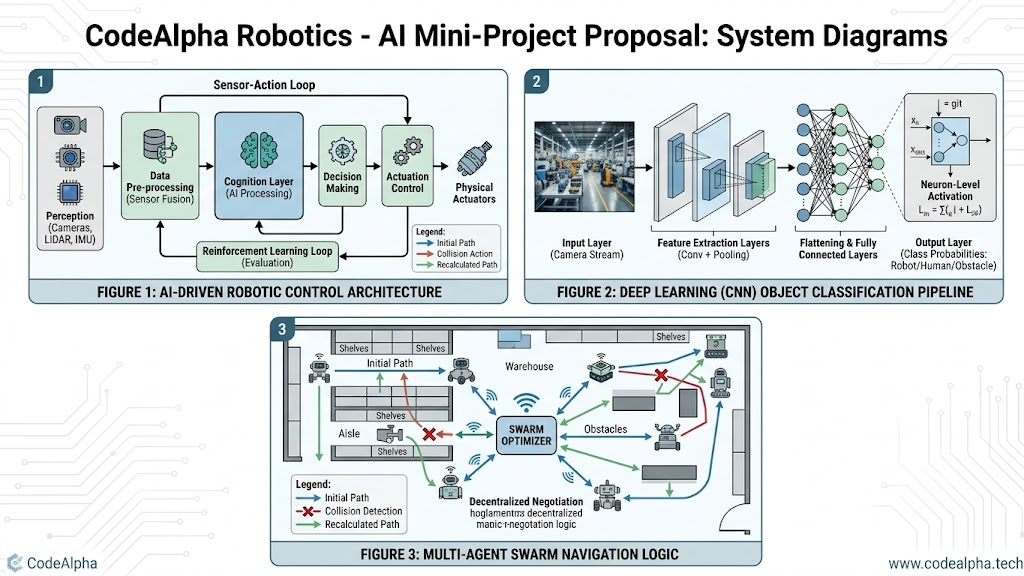 CodeAlpha Robotics - AI Mini-Project Proposal: System Diagrams
1
Sensor-Action Loop
Perception
(Cameras,
LIDAR, IMU)
Data
Pre-processing
(Sensor Fusion)
Cognition Layer
(AI Processing)
Decision
Making
Actuation
Control
Physical
Actuators
Reinforcement Learning Loop
(Evaluation)
Legend:
Initial Path
Collision Action
Recalculated Path
FIGURE 1: AI-DRIVEN ROBOTIC CONTROL ARCHITECTURE
2
Input Layer
(Camera Stream)
Feature Extraction Layers
(Conv + Pooling)
Flattening & Fully
Connected Layers
= git
Xn
Neuron-Level
Activation
Output Layer
(Class Probabilities:
Robot/Human/Obstacle)
FIGURE 2: DEEP LEARNING (CNN) OBJECT CLASSIFICATION PIPELINE
3
Shelves
Shelves
Initial Path
Warehouse
Shelves
Shelves
Aisle
Shelves
SWARM
OPTIMIZER
Obstacles
Legend:
Initial Path
Collision Detection
Recalculated Path
Decentralized Negotiation
hoglamentns decentralized
manic-r-negotation logic
FIGURE 3: MULTI-AGENT SWARM NAVIGATION LOGIC
CodeAlpha
www.codealpha.tech